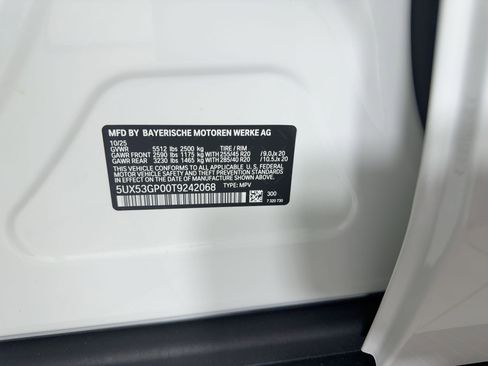 MFD BY BAYERISCHE MOTOREN WERKE AG
10/25
GVWR 5512 lbs 2500 kg TIRE / RIM
GAWR FRONT 2590 lbs 1175 kg WITH 255/45 R20 /9.0Jx 20
GAWR REAR 3230 lbs 1465 kg WITH 285/40 R20 /10.5Jx 20
THIS VEHICLE CONFORMS TO ALL APPLICABLE U.S. FEDERAL
MOTOR VEHICLE SAFETY AND THEFT PREVENTION STANDARDS
IN EFFECT ON THE DATE OF MANUFACTURE SHOWN ABOVE.
5UX53GP00T9242068 TYPE: MPV
300
7 320 730